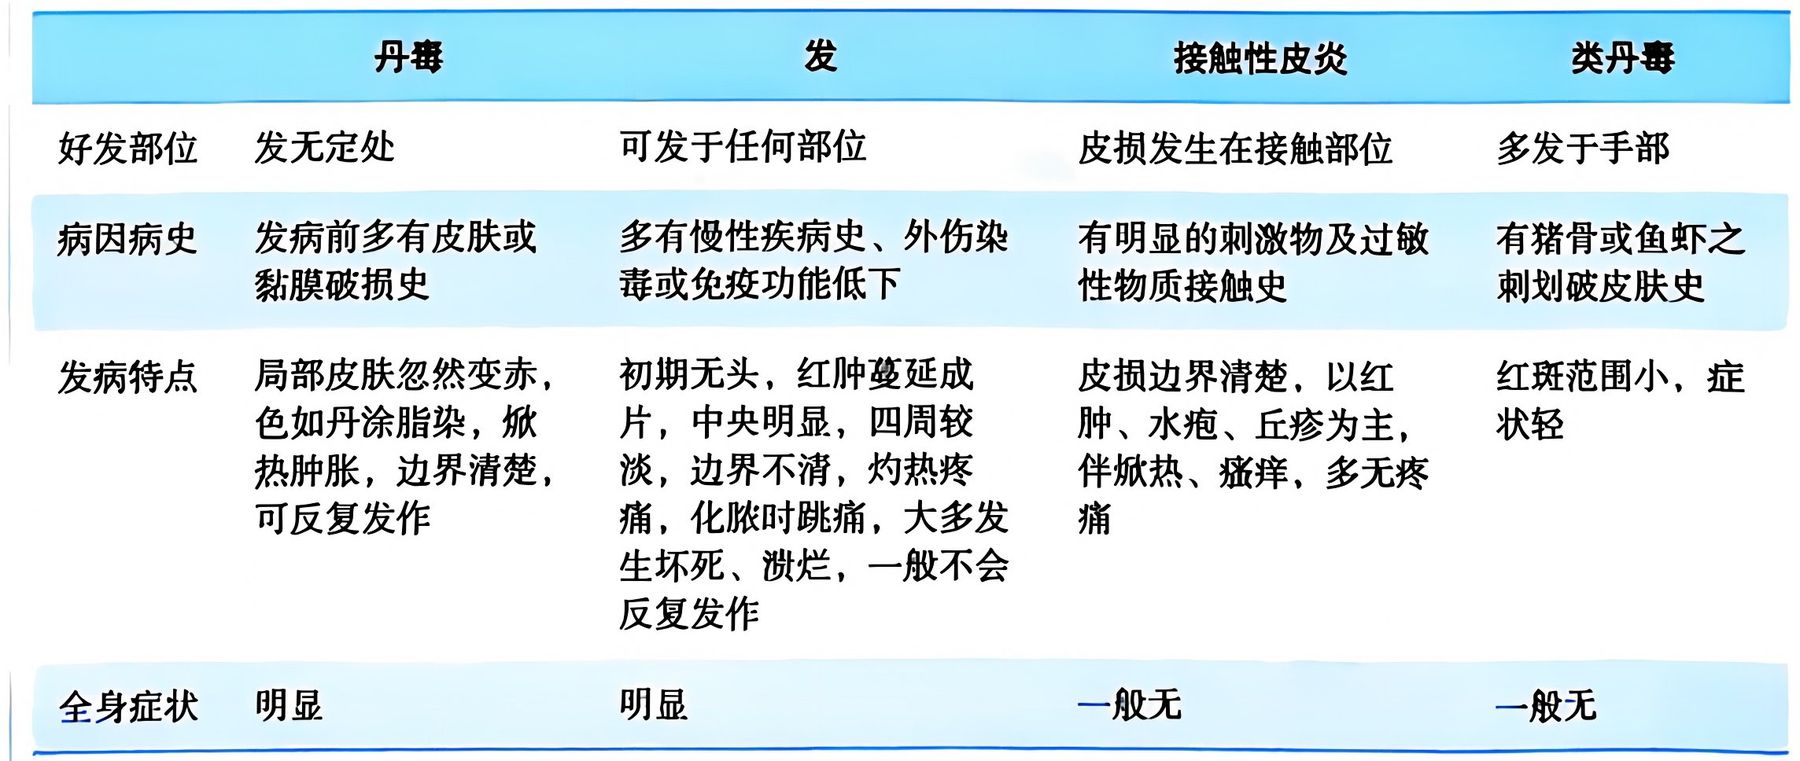 丹毒 发 接触性皮炎 类丹毒
好发部位 发无定处 可发于任何部位 皮损发生在接触部位 多发于手部
病因病史 发病前多有皮肤或 多有慢性疾病史、外伤染 有明显的刺激物及过敏 有猪骨或鱼虾之
黏膜破损史 毒或免疫功能低下 性物质接触史 刺划破皮肤史
发病特点 局部皮肤忽然变赤， 初期无头，红肿蔓延成 皮损边界清楚，以红 红斑范围小，症
色如丹涂脂染，焮 片，中央明显，四周较 肿、水疱、丘疹为主， 状轻
热肿胀，边界清楚， 淡，边界不清，灼热疼 伴焮热、瘙痒，多无疼
可反复发作 痛，化脓时跳痛，大多发 痛
生坏死、溃烂，一般不会
反复发作
全身症状 明显 明显 一般无 一般无